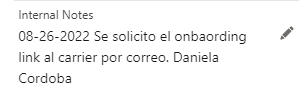 Internal Notes
08-26-2022 Se solicito el onbaording
link al carrier por correo. Daniela
Cordoba